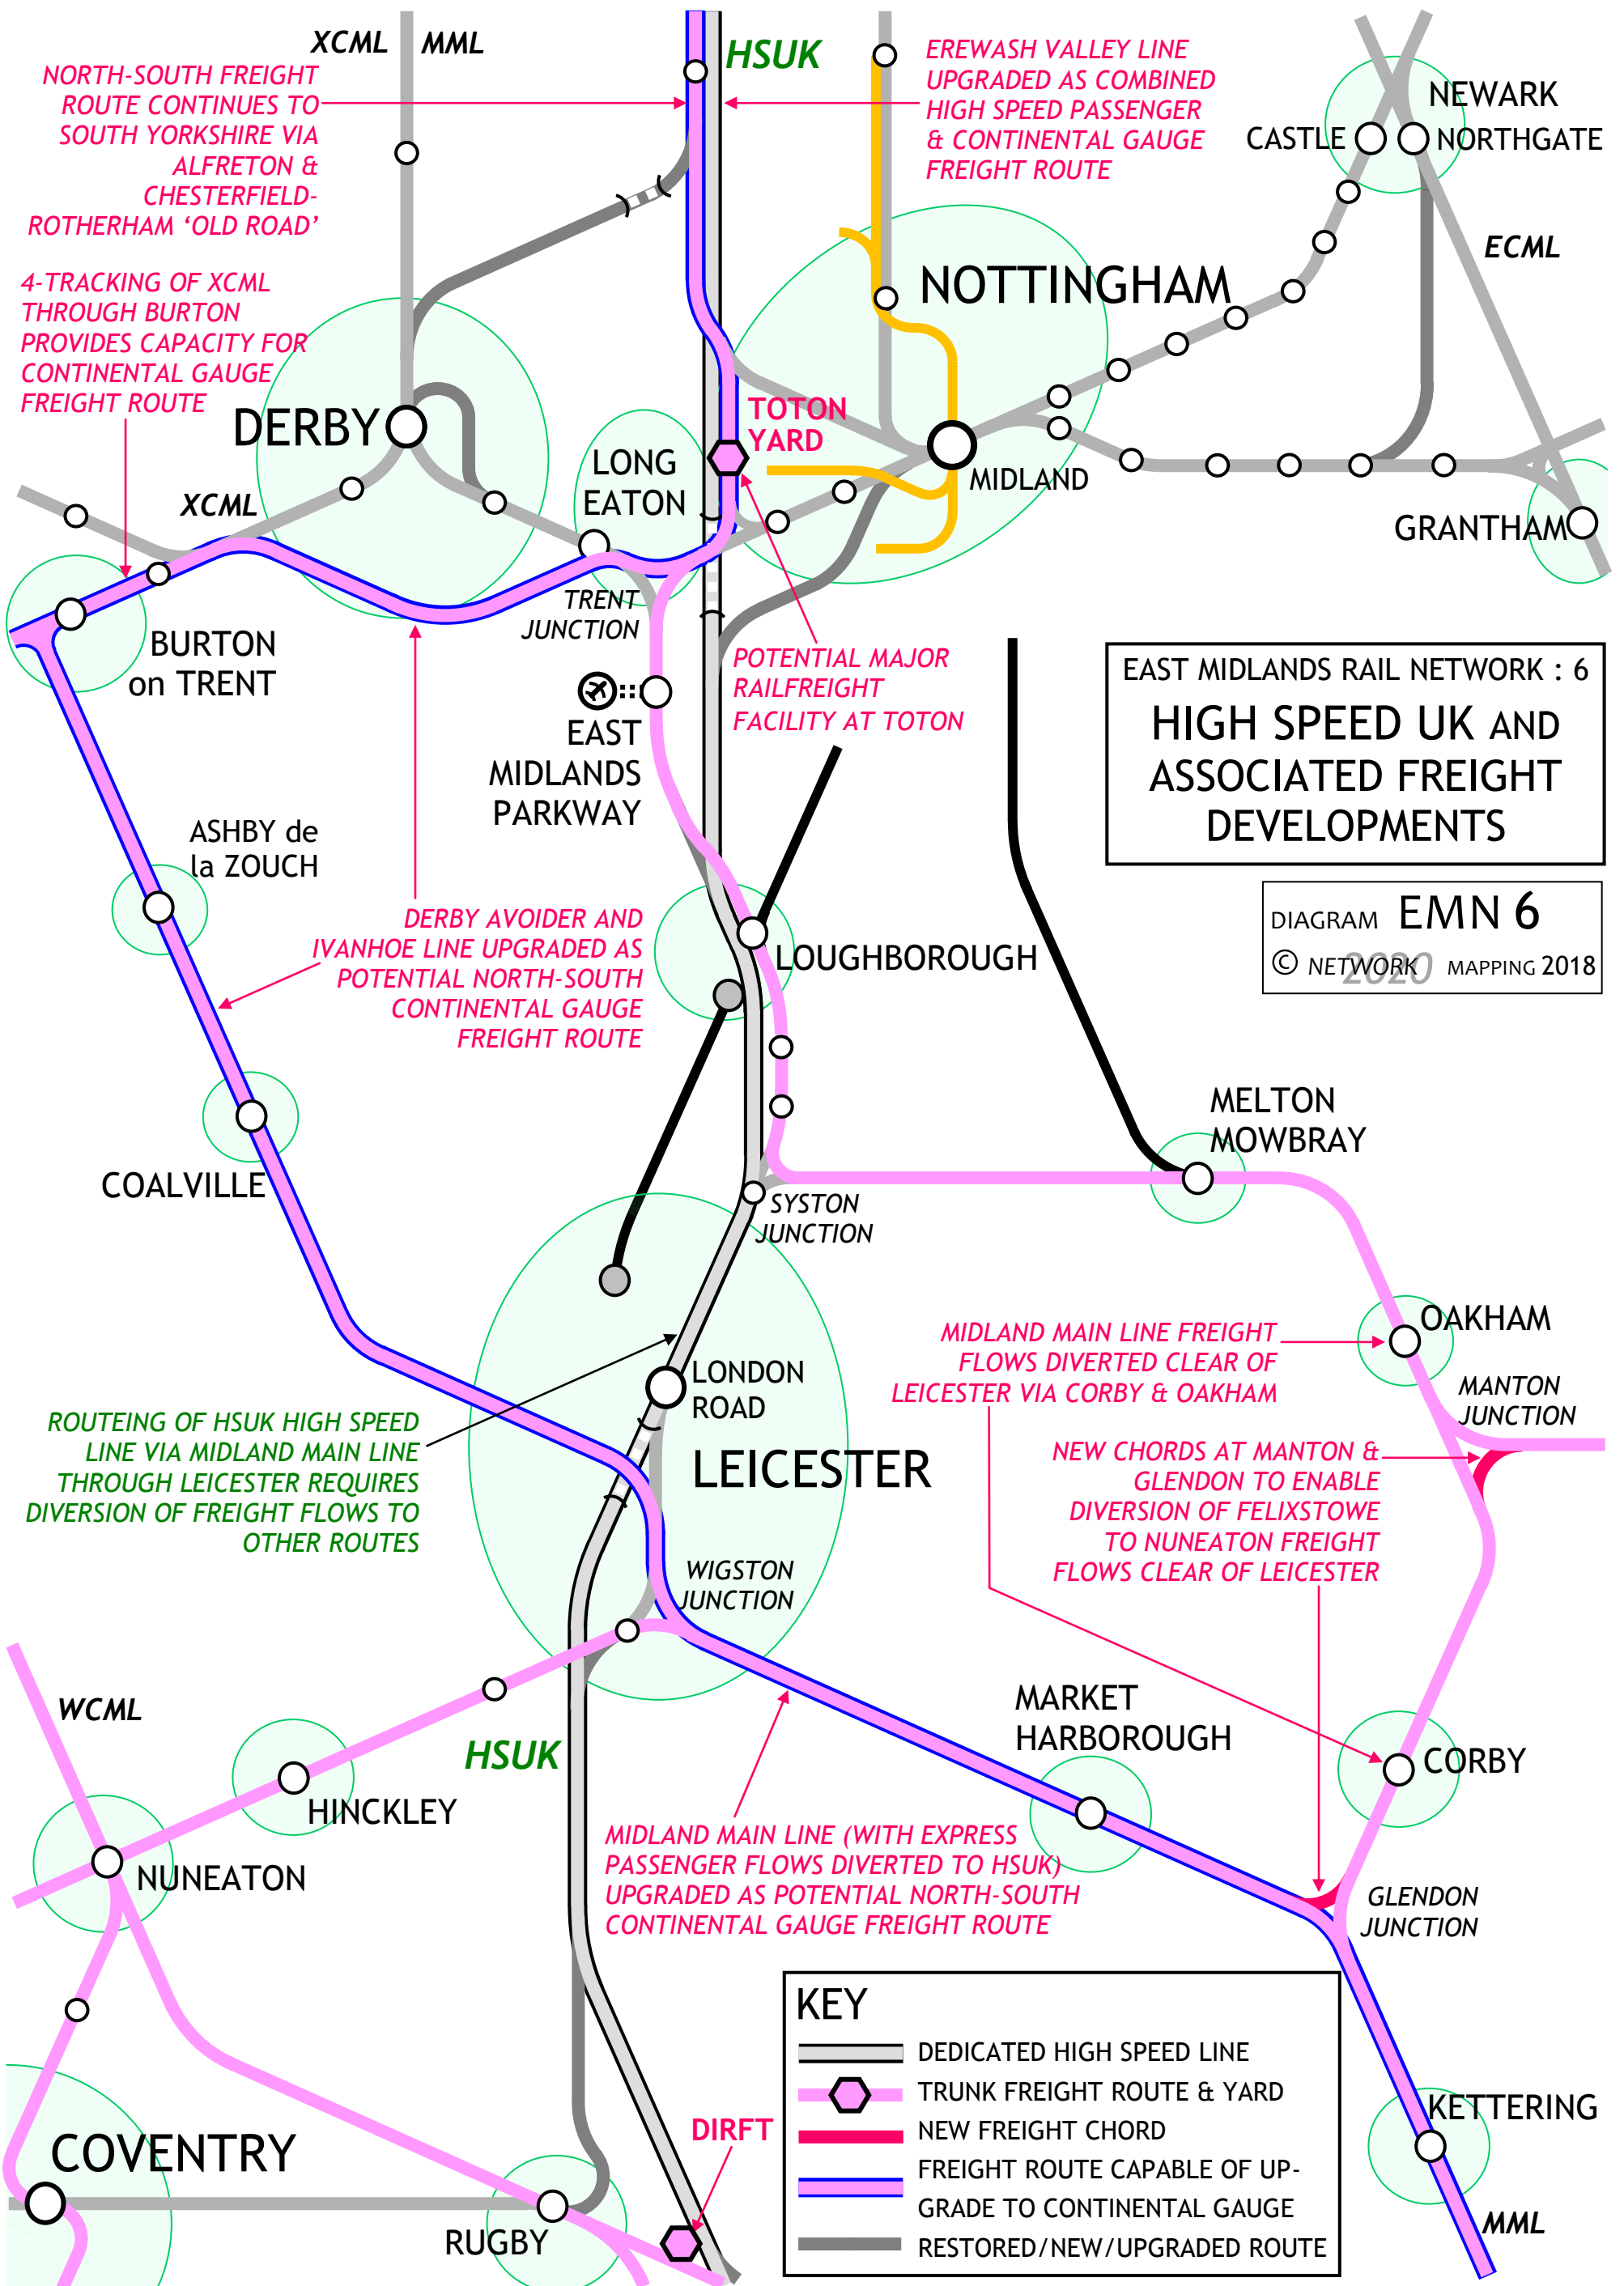 XCML
MML
HSUK
NORTH-SOUTH FREIGHT
ROUTE CONTINUES TO
SOUTH YORKSHIRE VIA
ALFRETON &
CHESTERFIELD-
ROTHERHAM ‘OLD ROAD’
EREWASH VALLEY LINE
UPGRADED AS COMBINED
HIGH SPEED PASSENGER
& CONTINENTAL GAUGE
FREIGHT ROUTE
NEWARK
CASTLE
NORTHGATE
ECML
4-TRACKING OF XCML
THROUGH BURTON
PROVIDES CAPACITY FOR
CONTINENTAL GAUGE
FREIGHT ROUTE
NOTTINGHAM
DERBY
TOTON
YARD
LONG
EATON
MIDLAND
XCML
GRANTHAM
TRENT
JUNCTION
BURTON
on TRENT
POTENTIAL MAJOR
RAILFREIGHT
FACILITY AT TOTON
EAST
MIDLANDS
PARKWAY
EAST MIDLANDS RAIL NETWORK : 6
HIGH SPEED UK AND
ASSOCIATED FREIGHT
DEVELOPMENTS
DIAGRAM EMN 6
© NETWORK 2020 MAPPING 2018
ASHBY de
la ZOUCH
DERBY AVOIDER AND
IVANHOE LINE UPGRADED AS
POTENTIAL NORTH-SOUTH
CONTINENTAL GAUGE
FREIGHT ROUTE
LOUGHBOROUGH
MELTON
MOWBRAY
COALVILLE
SYSTON
JUNCTION
OAKHAM
MIDLAND MAIN LINE FREIGHT
FLOWS DIVERTED CLEAR OF
LEICESTER VIA CORBY & OAKHAM
MANTON
JUNCTION
LONDON
ROAD
LEICESTER
ROUTEING OF HSUK HIGH SPEED
LINE VIA MIDLAND MAIN LINE
THROUGH LEICESTER REQUIRES
DIVERSION OF FREIGHT FLOWS TO
OTHER ROUTES
NEW CHORDS AT MANTON &
GLENDON TO ENABLE
DIVERSION OF FELIXSTOWE
TO NUNEATON FREIGHT
FLOWS CLEAR OF LEICESTER
WIGSTON
JUNCTION
WCML
HSUK
MARKET
HARBOROUGH
CORBY
HINCKLEY
NUNEATON
MIDLAND MAIN LINE (WITH EXPRESS
PASSENGER FLOWS DIVERTED TO HSUK)
UPGRADED AS POTENTIAL NORTH-SOUTH
CONTINENTAL GAUGE FREIGHT ROUTE
GLENDON
JUNCTION
KEY
DEDICATED HIGH SPEED LINE
TRUNK FREIGHT ROUTE & YARD
NEW FREIGHT CHORD
FREIGHT ROUTE CAPABLE OF UP-
GRADE TO CONTINENTAL GAUGE
RESTORED/NEW/UPGRADED ROUTE
KETTERING
DIRFT
COVENTRY
RUGBY
MML